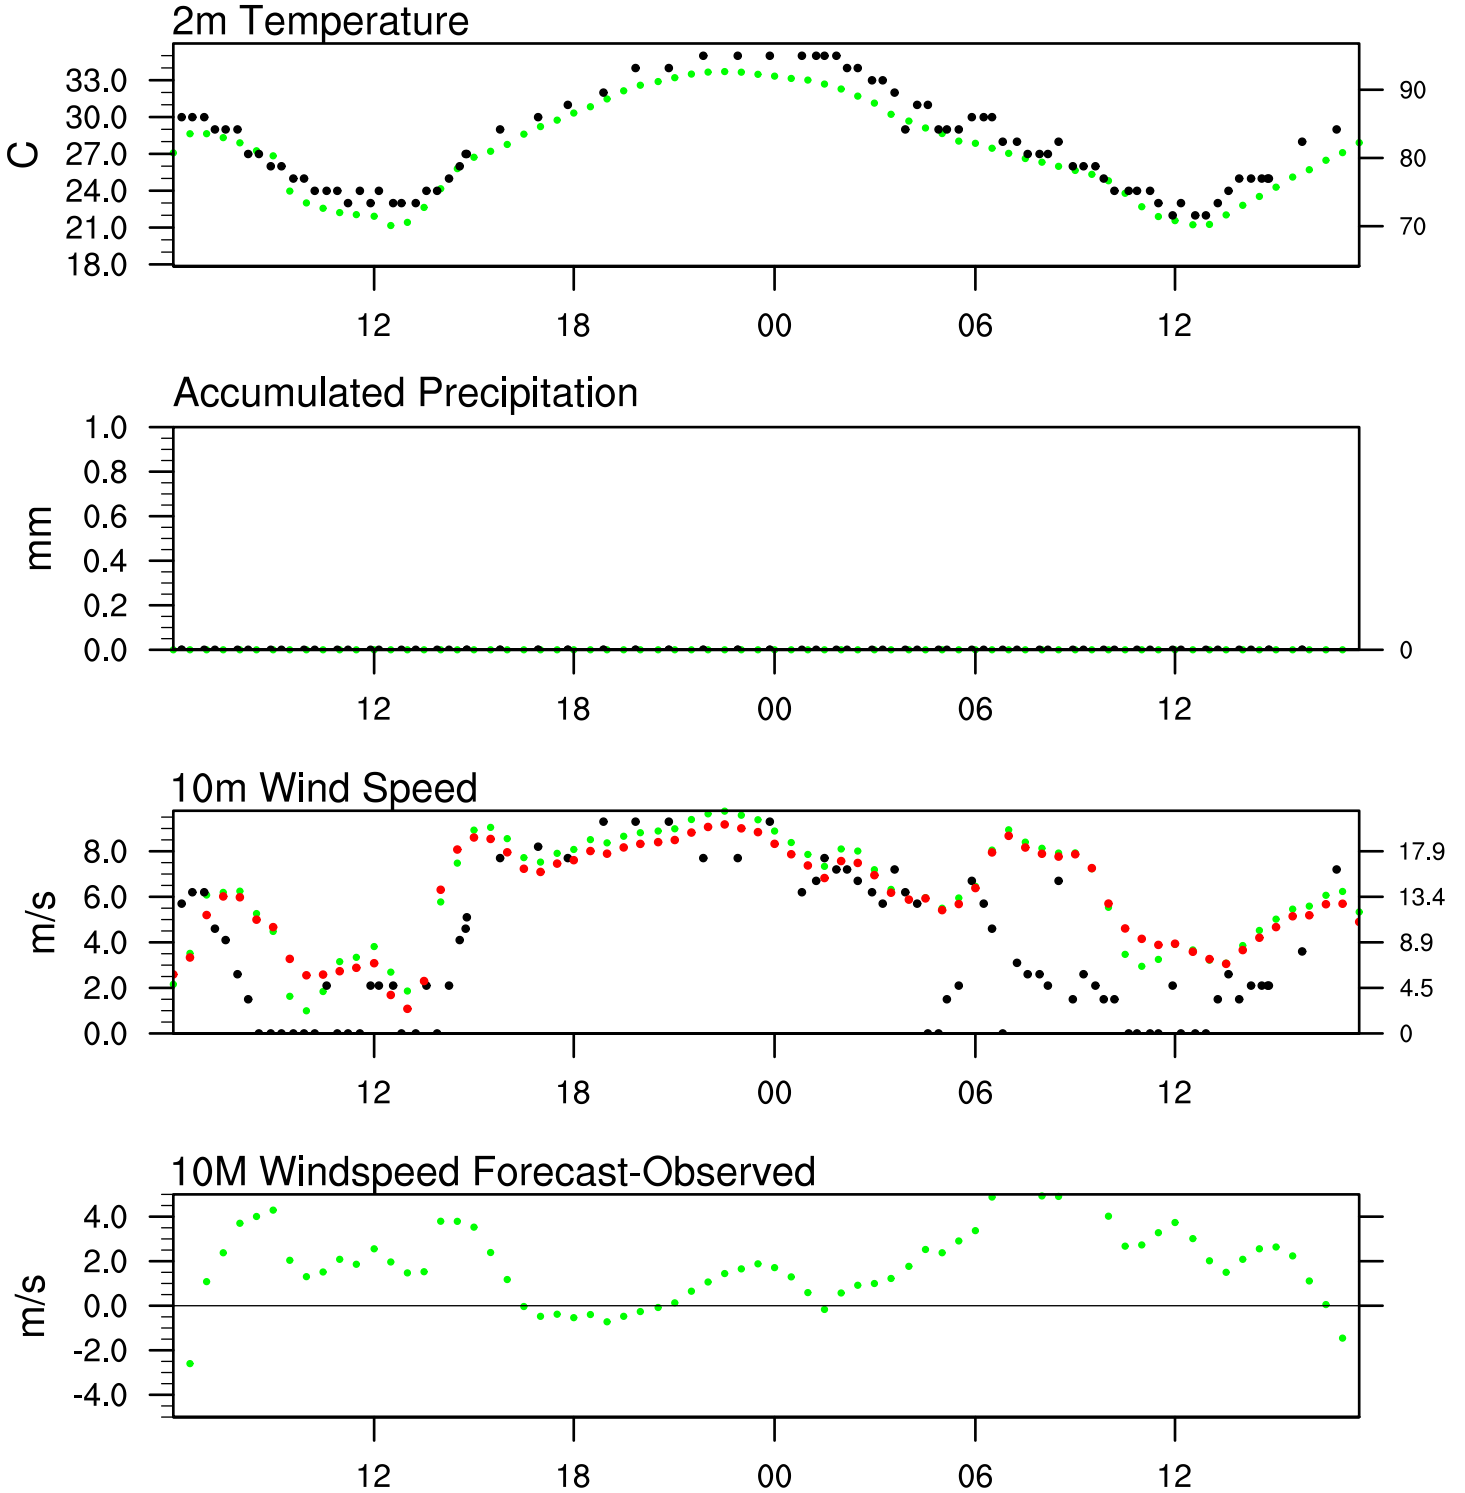 2m Temperature
33.0
30.0
27.0
24.0
21.0
18.0
C
90
80
70
12 18 00 06 12
Accumulated Precipitation
1.0
0.8
0.6
0.4
0.2
0.0
mm
0
12 18 00 06 12
10m Wind Speed
8.0
6.0
4.0
2.0
0.0
m/s
17.9
13.4
8.9
4.5
0
12 18 00 06 12
10M Windspeed Forecast-Observed
4.0
2.0
0.0
-2.0
-4.0
m/s
12 18 00 06 12